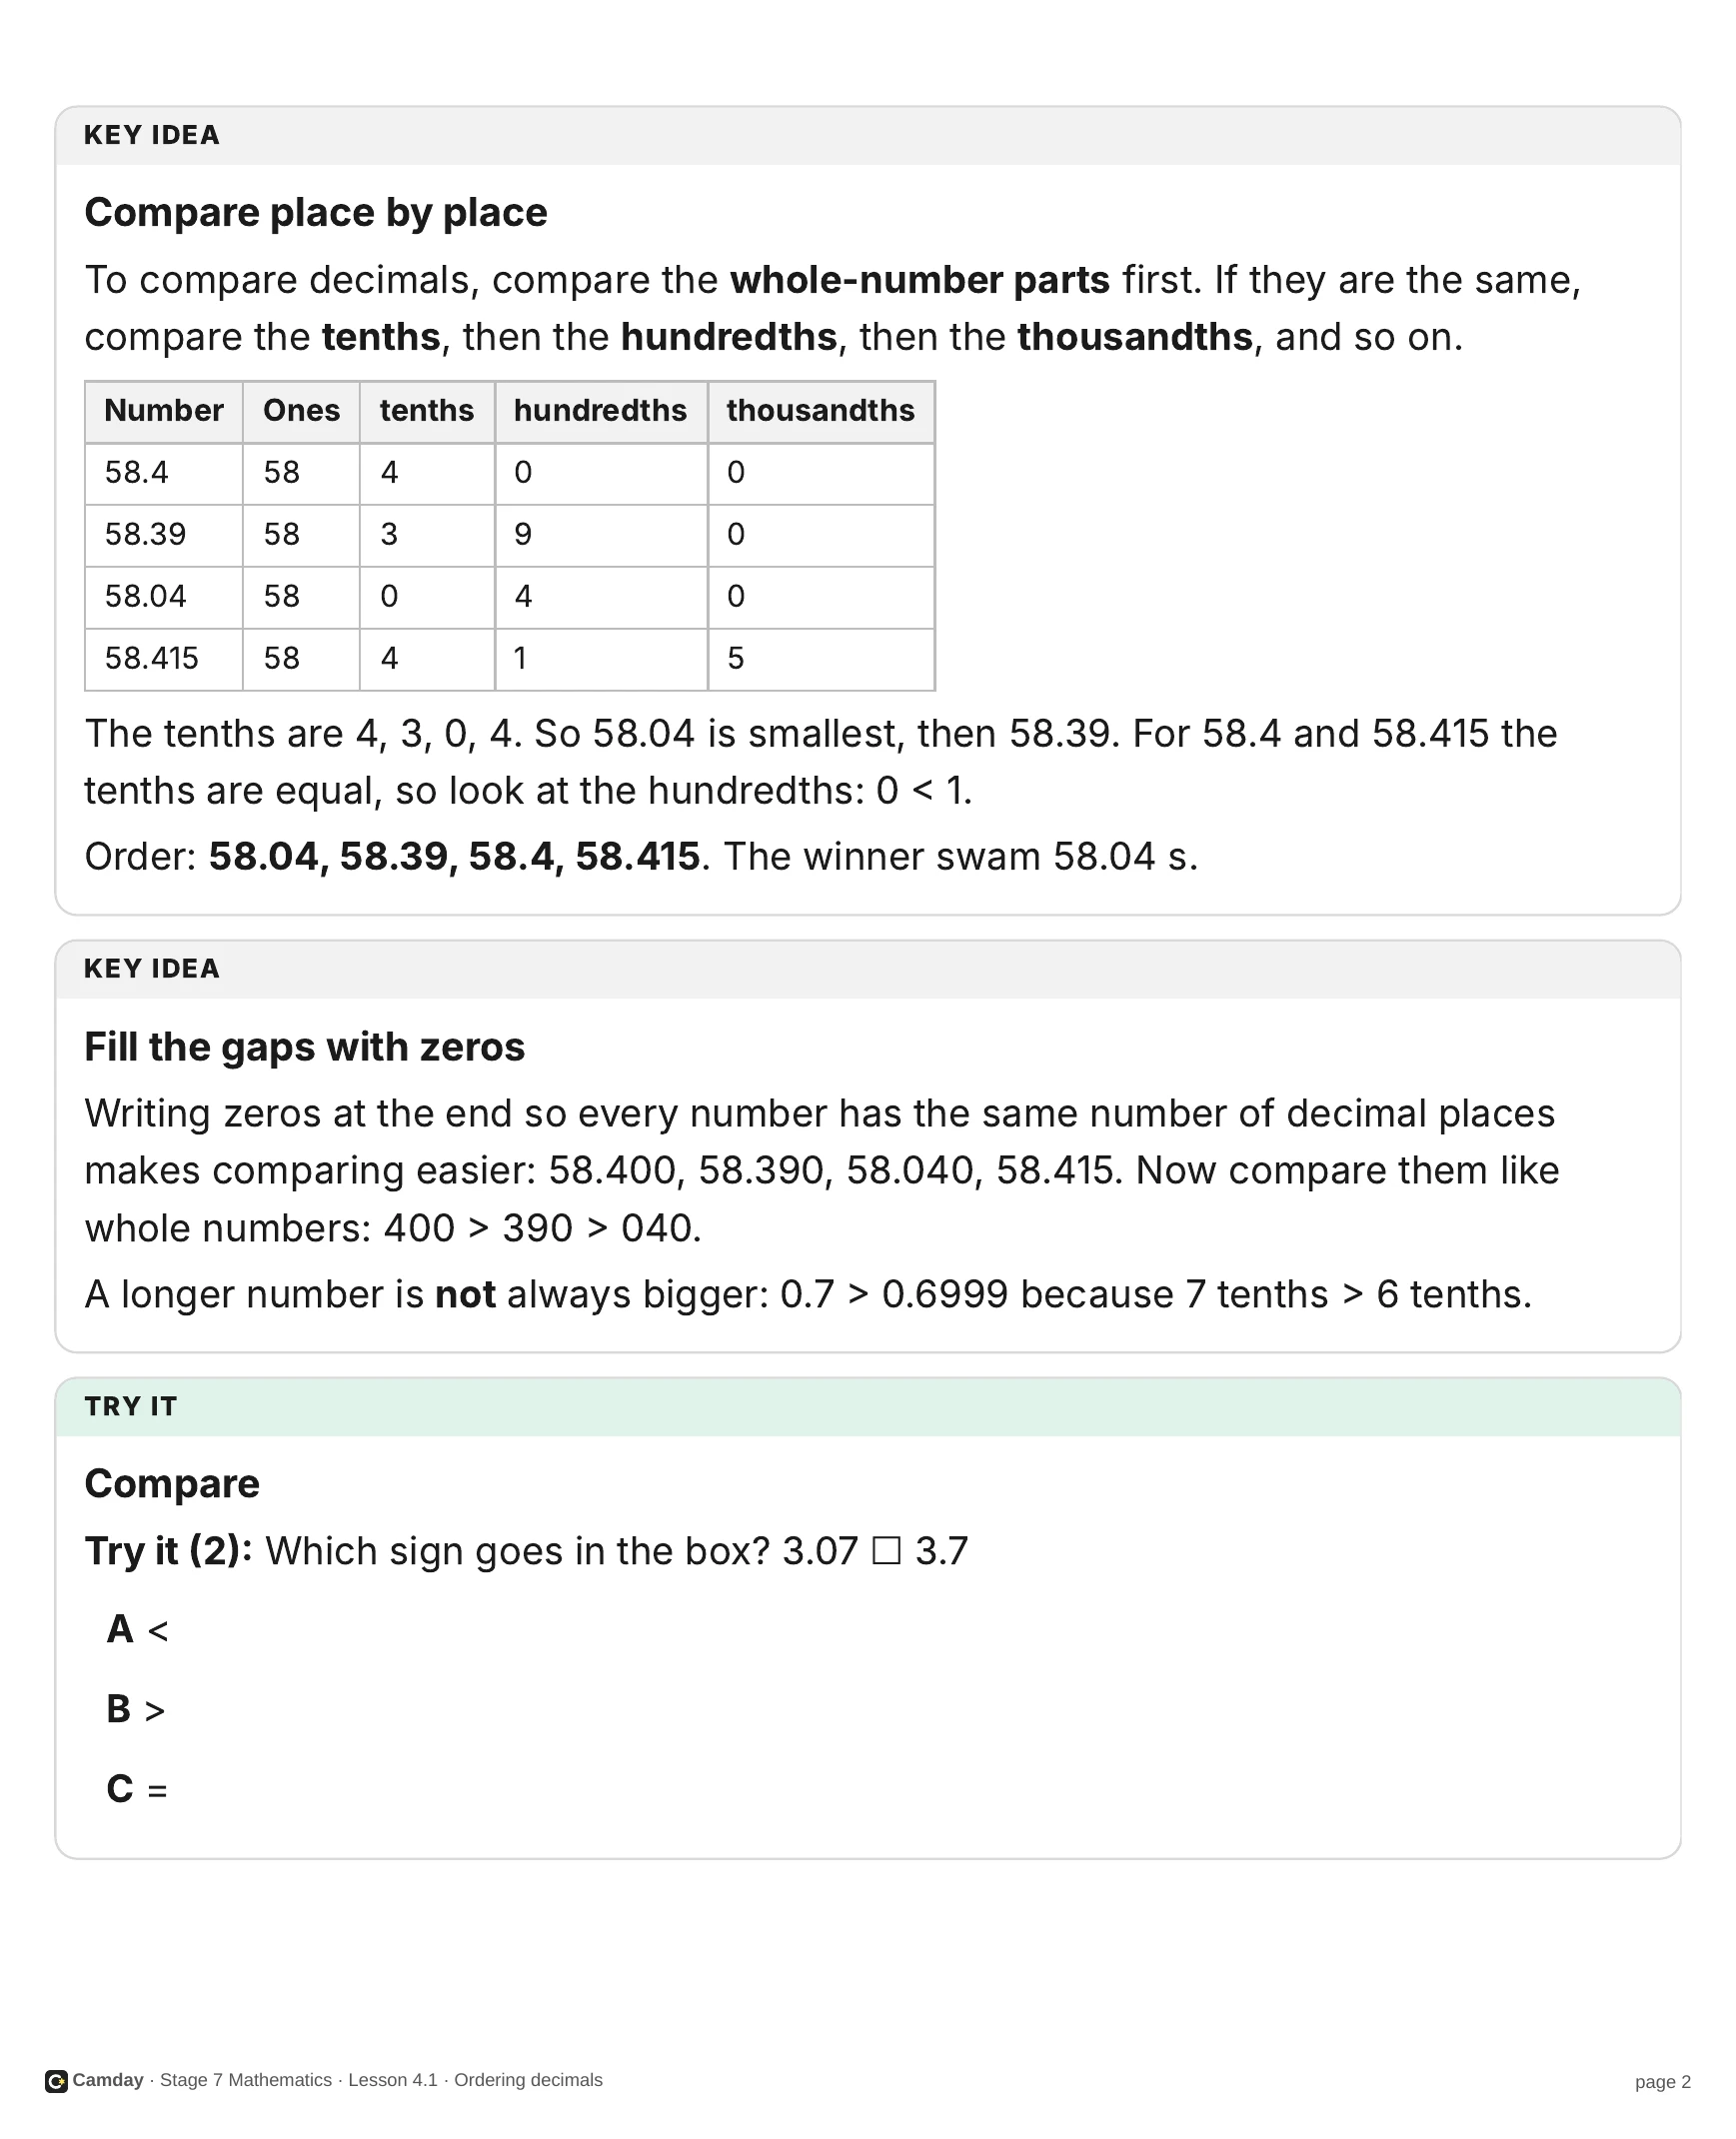 KEY IDEA
Compare place by place
To compare decimals, compare the whole-number parts first. If they are the same,
compare the tenths, then the hundredths, then the thousandths, and so on.
Number Ones tenths hundredths thousandths
58.4 58 4 0 0
58.39 58 3 9 0
58.04 58 0 4 0
58.415 58 4 1 5
The tenths are 4, 3, 0, 4. So 58.04 is smallest, then 58.39. For 58.4 and 58.415 the
tenths are equal, so look at the hundredths: 0 < 1.
Order: 58.04, 58.39, 58.4, 58.415. The winner swam 58.04 s.
KEY IDEA
Fill the gaps with zeros
Writing zeros at the end so every number has the same number of decimal places
makes comparing easier: 58.400, 58.390, 58.040, 58.415. Now compare them like
whole numbers: 400 > 390 > 040.
A longer number is not always bigger: 0.7 > 0.6999 because 7 tenths > 6 tenths.
TRY IT
Compare
Try it (2): Which sign goes in the box? 3.07 □ 3.7
A <
B >
C =
Camday · Stage 7 Mathematics · Lesson 4.1 · Ordering decimals
page 2